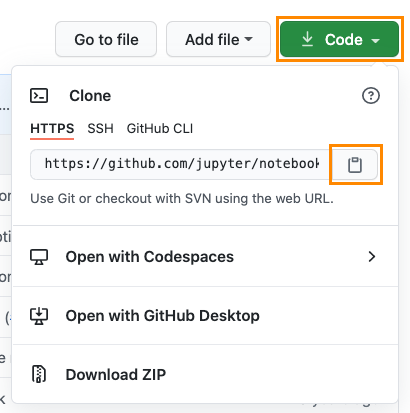 Go to file Add file Code
Clone
HTTPS SSH GitHub CLI
https://github.com/jupyter/notebook
Use Git or checkout with SVN using the web URL.
Open with Codespaces
Open with GitHub Desktop
Download ZIP